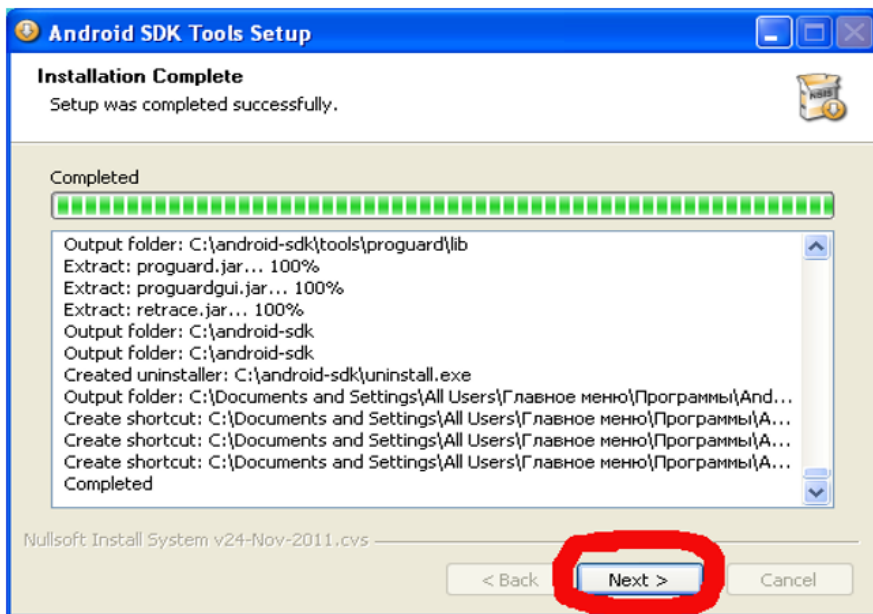 Android SDK Tools Setup
Installation Complete
Setup was completed successfully.
NSIS
Completed
Output folder: C:\android-sdk\tools\proguard\lib
Extract: proguard.jar... 100%
Extract: proguardgui.jar... 100%
Extract: retrace.jar... 100%
Output folder: C:\android-sdk
Output folder: C:\android-sdk
Created uninstaller: C:\android-sdk\uninstall.exe
Output folder: C:\Documents and Settings\All Users\Главное меню\Программы\And...
Create shortcut: C:\Documents and Settings\All Users\Главное меню\Программы\A...
Create shortcut: C:\Documents and Settings\All Users\Главное меню\Программы\A...
Create shortcut: C:\Documents and Settings\All Users\Главное меню\Программы\A...
Completed
Nullsoft Install System v24-Nov-2011.cvs
< Back Next > Cancel